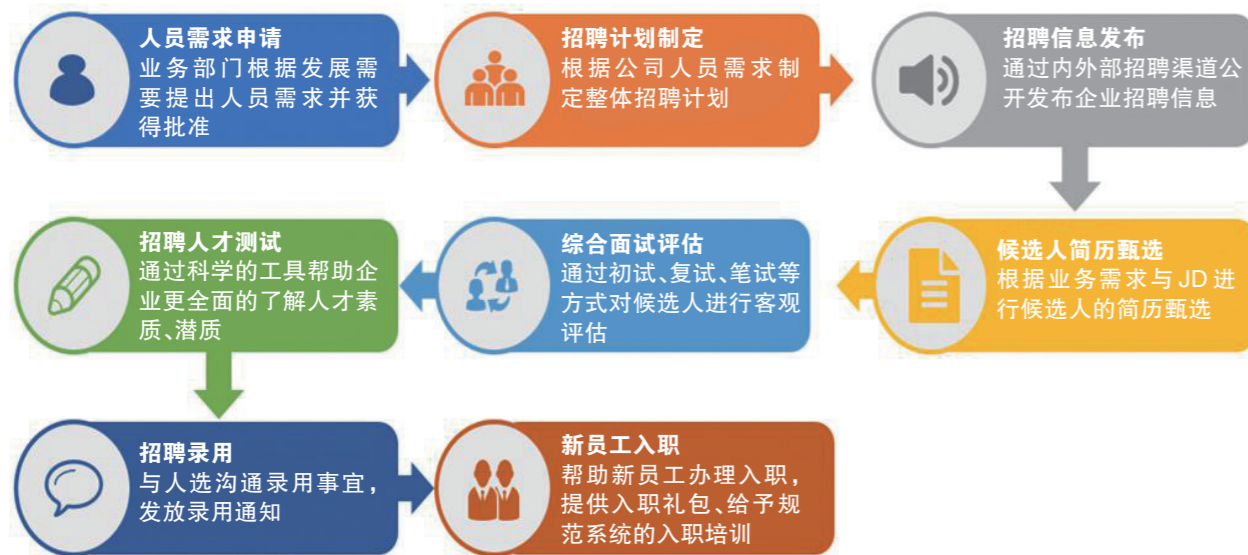 人员需求申请
业务部门根据发展需
要提出人员需求并获
得批准
招聘计划制定
根据公司人员需求制
定整体招聘计划
招聘信息发布
通过内外部招聘渠道公
开发布企业招聘信息
候选人简历甄选
根据业务需求与JD进
行候选人的简历甄选
综合面试评估
通过初试、复试、笔试等
方式对候选人进行客观
评估
招聘人才测试
通过科学的工具帮助企
业更全面的了解人才素
质、潜质
招聘录用
与人选沟通录用事宜,
发放录用通知
新员工入职
帮助新员工办理入职,
提供入职礼包、给予规
范系统的入职培训